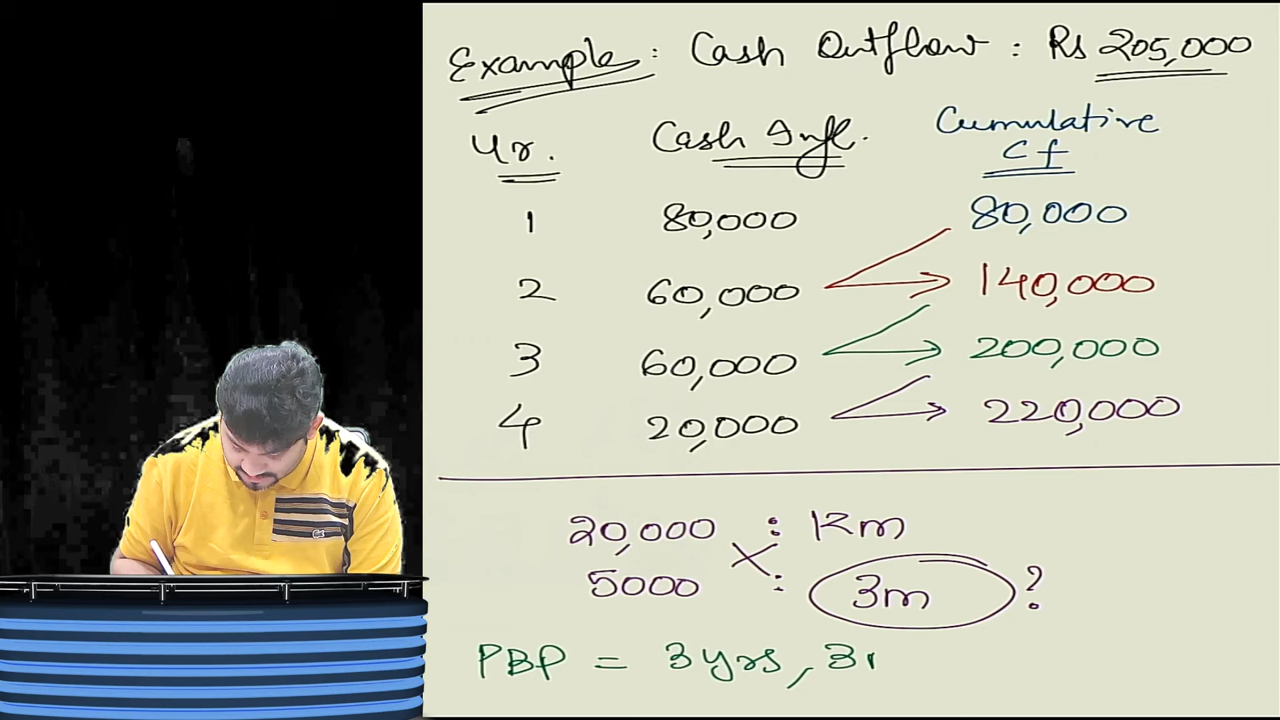 Example : Cash Outflow : Rs 205,000
Yr. Cash Infl. Cumulative Cf
1 80,000 80,000
2 60,000 140,000
3 60,000 200,000
4 20,000 220,000
20,000 : 12m
5000 : 3m ?
PBP = 3 yrs, 3